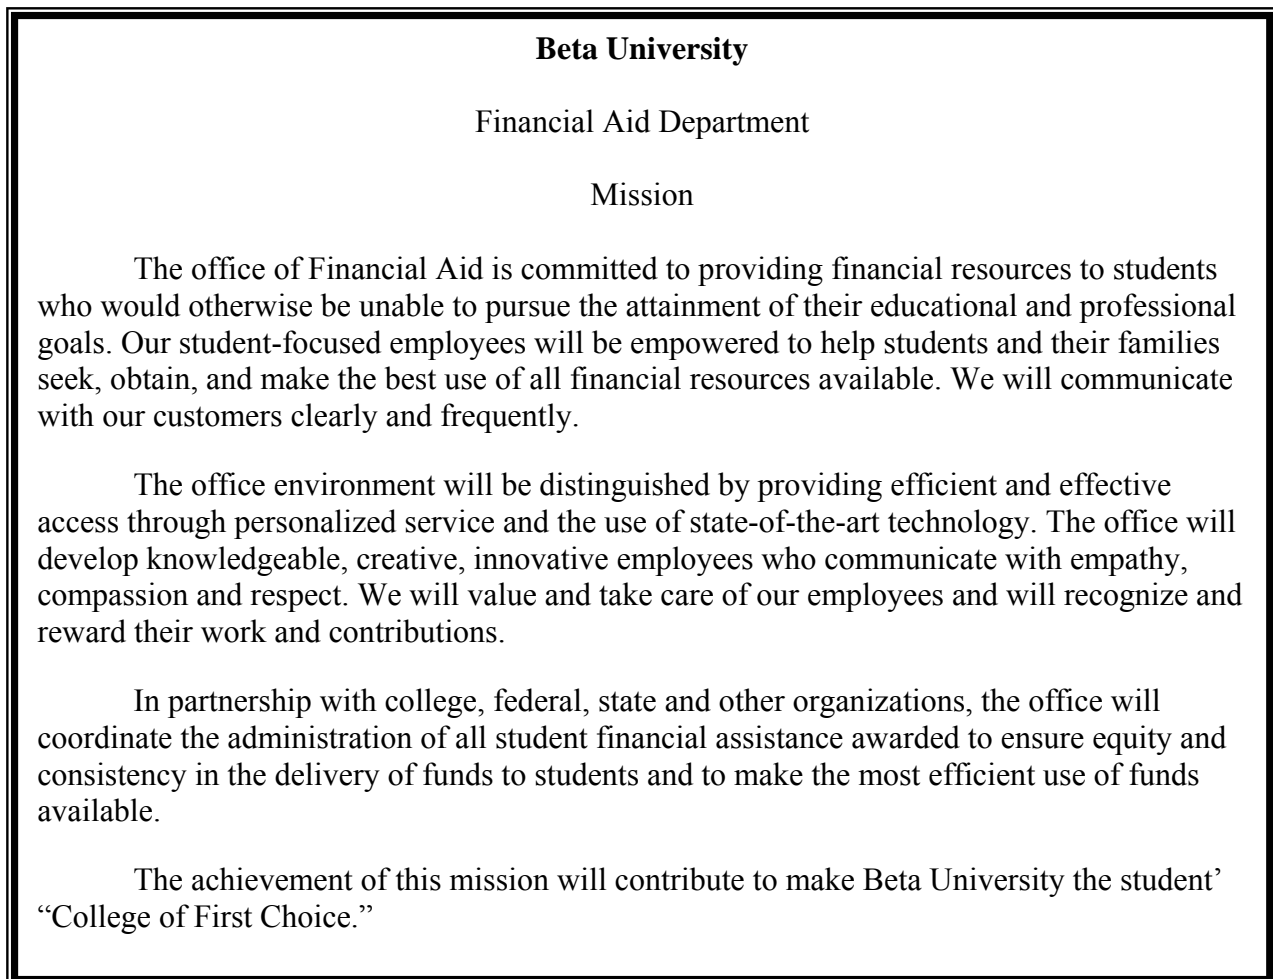 Beta University
Financial Aid Department
Mission
The office of Financial Aid is committed to providing financial resources to students
who would otherwise be unable to pursue the attainment of their educational and professional
goals. Our student-focused employees will be empowered to help students and their families
seek, obtain, and make the best use of all financial resources available. We will communicate
with our customers clearly and frequently.
The office environment will be distinguished by providing efficient and effective
access through personalized service and the use of state-of-the-art technology. The office will
develop knowledgeable, creative, innovative employees who communicate with empathy,
compassion and respect. We will value and take care of our employees and will recognize and
reward their work and contributions.
In partnership with college, federal, state and other organizations, the office will
coordinate the administration of all student financial assistance awarded to ensure equity and
consistency in the delivery of funds to students and to make the most efficient use of funds
available.
The achievement of this mission will contribute to make Beta University the student’
“College of First Choice.”